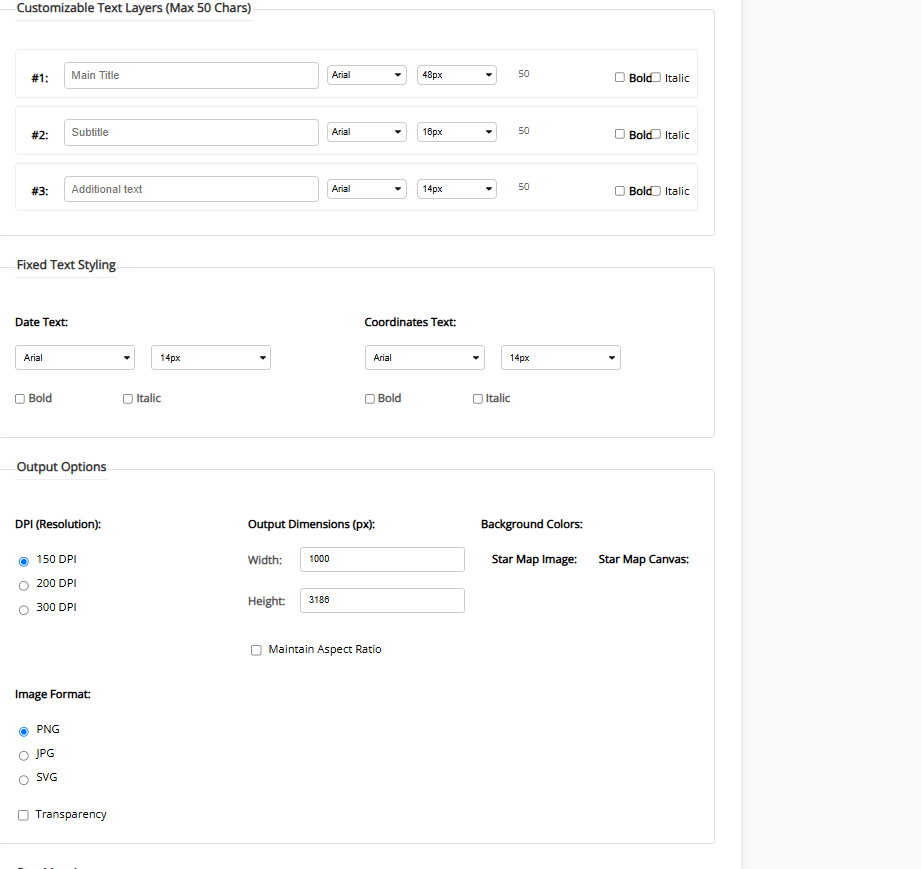 Customizable Text Layers (Max 50 Chars)
#1: Main Title Arial 48px 50 Bold Italic
#2: Subtitle Arial 16px 50 Bold Italic
#3: Additional text Arial 14px 50 Bold Italic
Fixed Text Styling
Date Text: Coordinates Text:
Arial 14px Arial 14px
Bold Italic Bold Italic
Output Options
DPI (Resolution): Output Dimensions (px): Background Colors:
150 DPI Width: 1000 Star Map Image: Star Map Canvas:
200 DPI
300 DPI Height: 3186
Maintain Aspect Ratio
Image Format:
PNG
JPG
SVG
Transparency